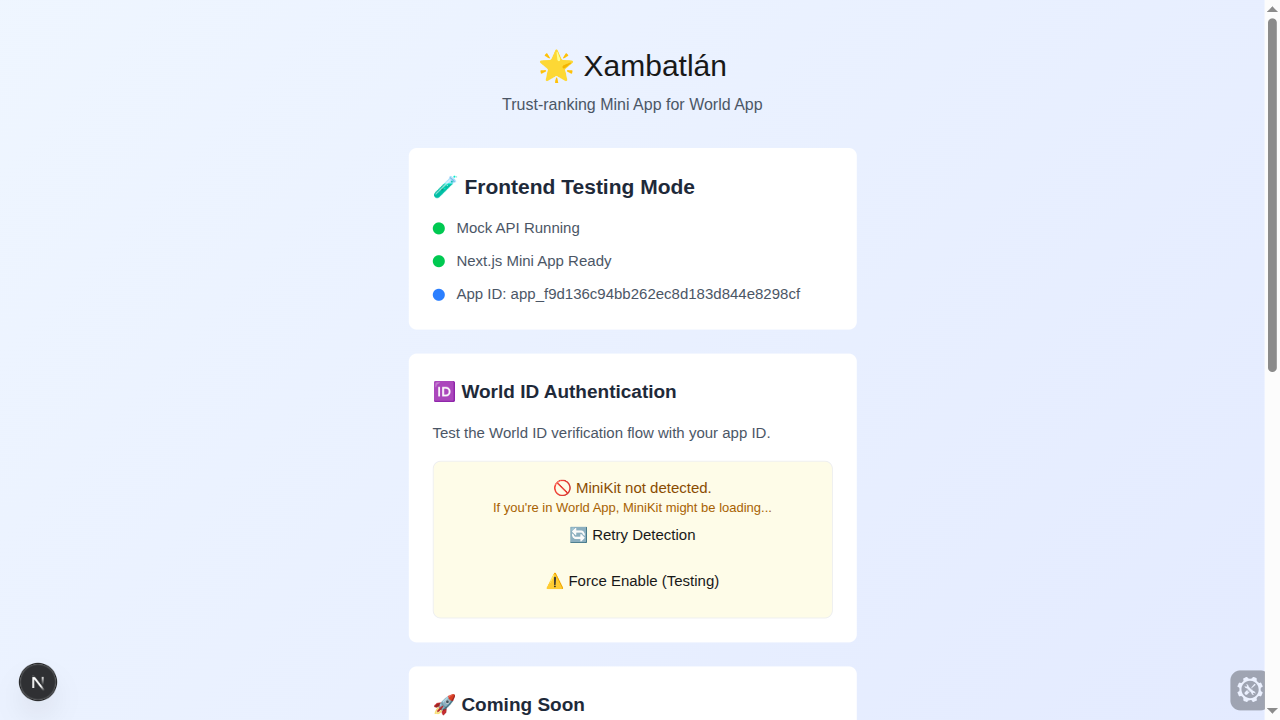 🌟 Xambatlán
Trust-ranking Mini App for World App
🧪 Frontend Testing Mode
Mock API Running
Next.js Mini App Ready
App ID: app_f9d136c94bb262ec8d183d844e8298cf
🆔 World ID Authentication
Test the World ID verification flow with your app ID.
🚫 MiniKit not detected.
If you're in World App, MiniKit might be loading...
🔄 Retry Detection
⚠️ Force Enable (Testing)
🚀 Coming Soon
N